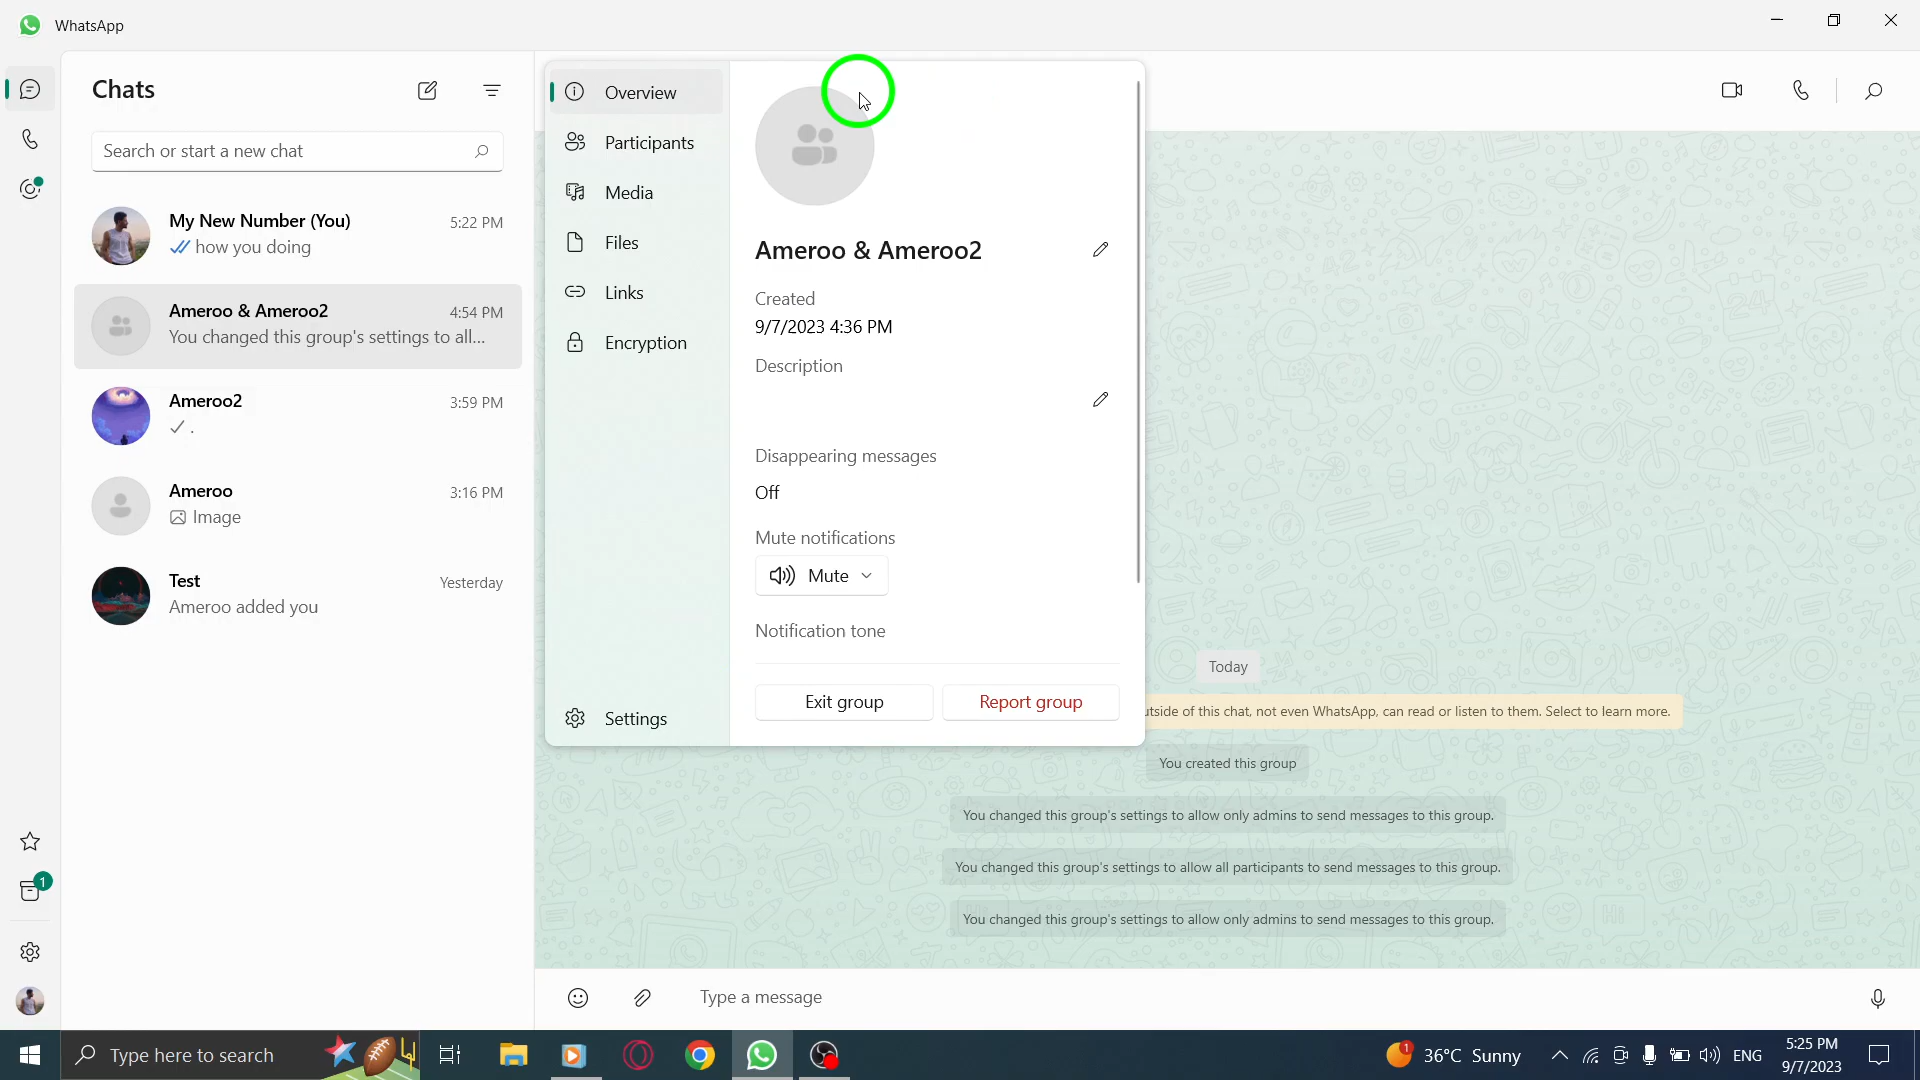 WhatsApp
Chats
Search or start a new chat
My New Number (You)
5:22 PM
how you doing
Ameroo & Ameroo2
4:54 PM
You changed this group's settings to all...
Ameroo2
3:59 PM
.
Ameroo
3:16 PM
Image
Test
Yesterday
Ameroo added you
1
Overview
Participants
Media
Files
Links
Encryption
Settings
Ameroo & Ameroo2
Created
9/7/2023 4:36 PM
Description
Disappearing messages
Off
Mute notifications
Mute
Notification tone
Exit group
Report group
Today
utside of this chat, not even WhatsApp, can read or listen to them. Select to learn more.
You created this group
You changed this group's settings to allow only admins to send messages to this group.
You changed this group's settings to allow all participants to send messages to this group.
You changed this group's settings to allow only admins to send messages to this group.
Type a message
Type here to search
1
36°C Sunny
ENG
5:25 PM
9/7/2023